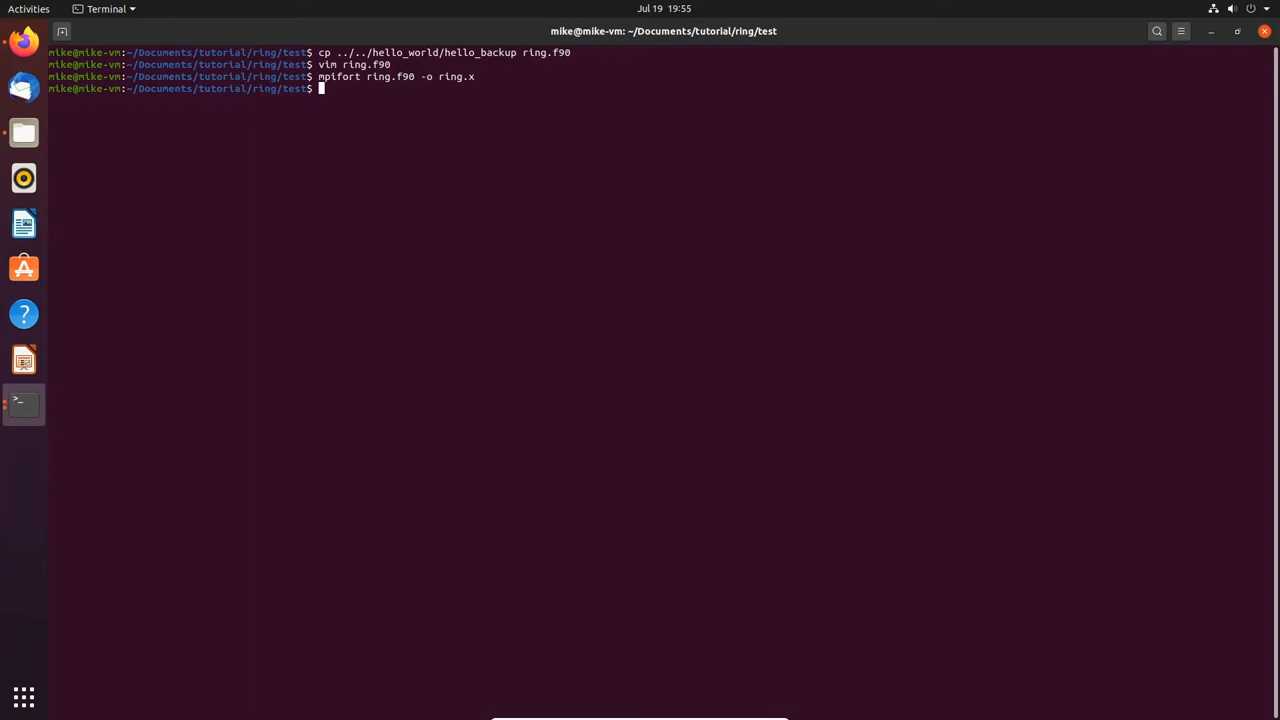 Activities
Terminal
Jul 19 19:55
mike@mike-vm: ~/Documents/tutorial/ring/test
mike@mike-vm:~/Documents/tutorial/ring/test$ cp ../../hello_world/hello_backup ring.f90
mike@mike-vm:~/Documents/tutorial/ring/test$ vim ring.f90
mike@mike-vm:~/Documents/tutorial/ring/test$ mpifort ring.f90 -o ring.x
mike@mike-vm:~/Documents/tutorial/ring/test$